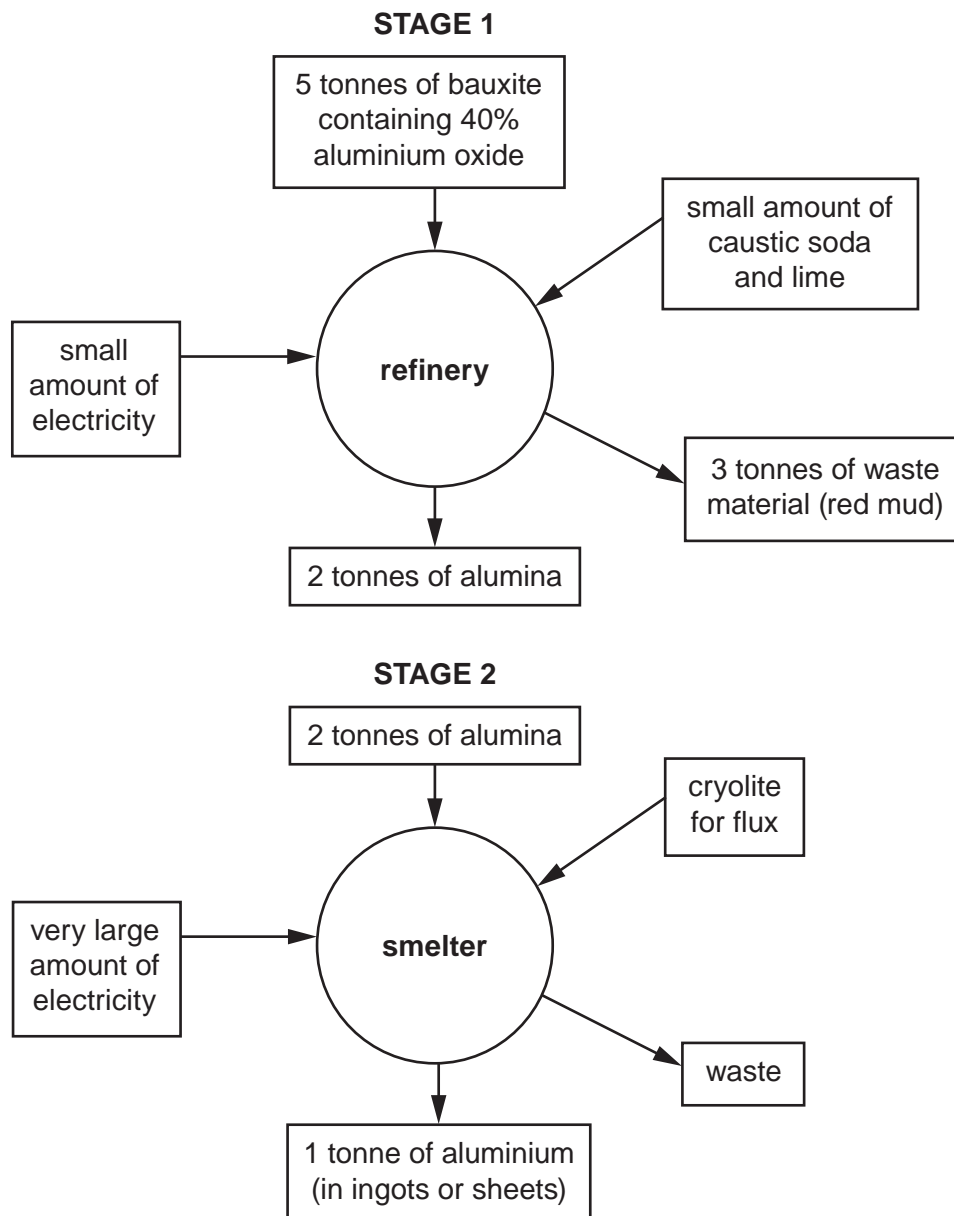 STAGE 1
5 tonnes of bauxite
containing 40%
aluminium oxide
small amount of
caustic soda
and lime
small
amount of
electricity
refinery
3 tonnes of waste
material (red mud)
2 tonnes of alumina
STAGE 2
2 tonnes of alumina
cryolite
for flux
very large
amount of
electricity
smelter
waste
1 tonne of aluminium
(in ingots or sheets)